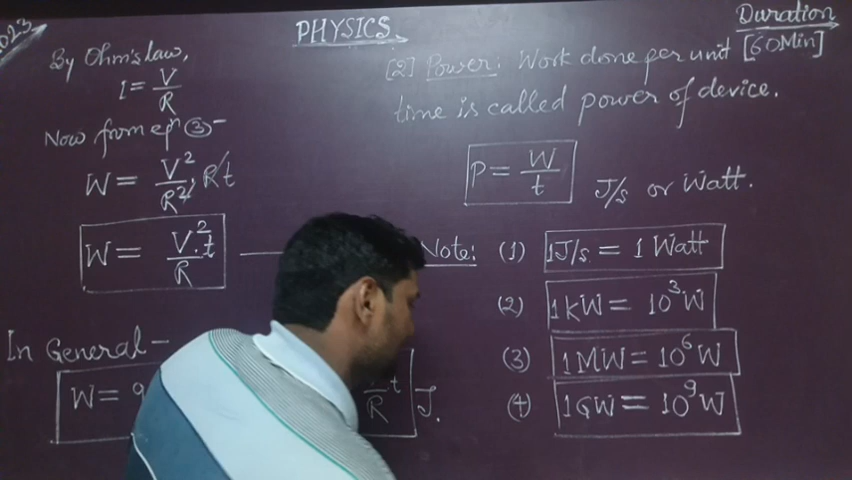 2023
PHYSICS
Duration
[60Min]
By Ohm's law,
I = V/R
Now from eqn (3) -
W = V²/R² . Rt
W = V².t/R
In General -
W = q
t/R J.
[2] Power: Work done per unit
time is called power of device.
P = W/t J/s or Watt.
Note: (1) 1J/s = 1 Watt
(2) 1KW = 10³W
(3) 1MW = 10⁶W
(4) 1GW = 10⁹W